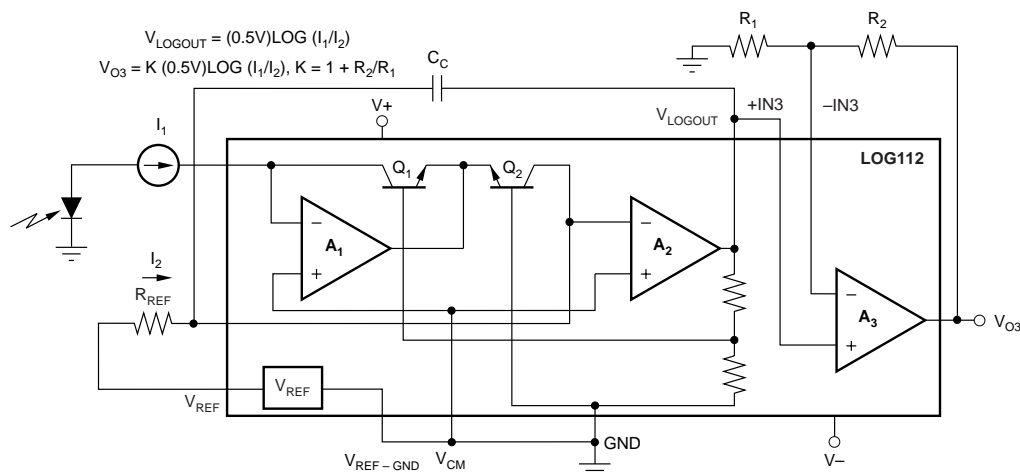 V_LOGOUT = (0.5V)LOG (I_1/I_2)
V_O3 = K (0.5V)LOG (I_1/I_2), K = 1 + R_2/R_1
R_1
R_2
C_C
V+
V_LOGOUT
+IN3
–IN3
I_1
LOG112
Q_1
Q_2
–
A_1
+
–
A_2
+
I_2
R_REF
–
A_3
+
V_O3
V_REF
V_REF
V_REF – GND
V_CM
GND
V–